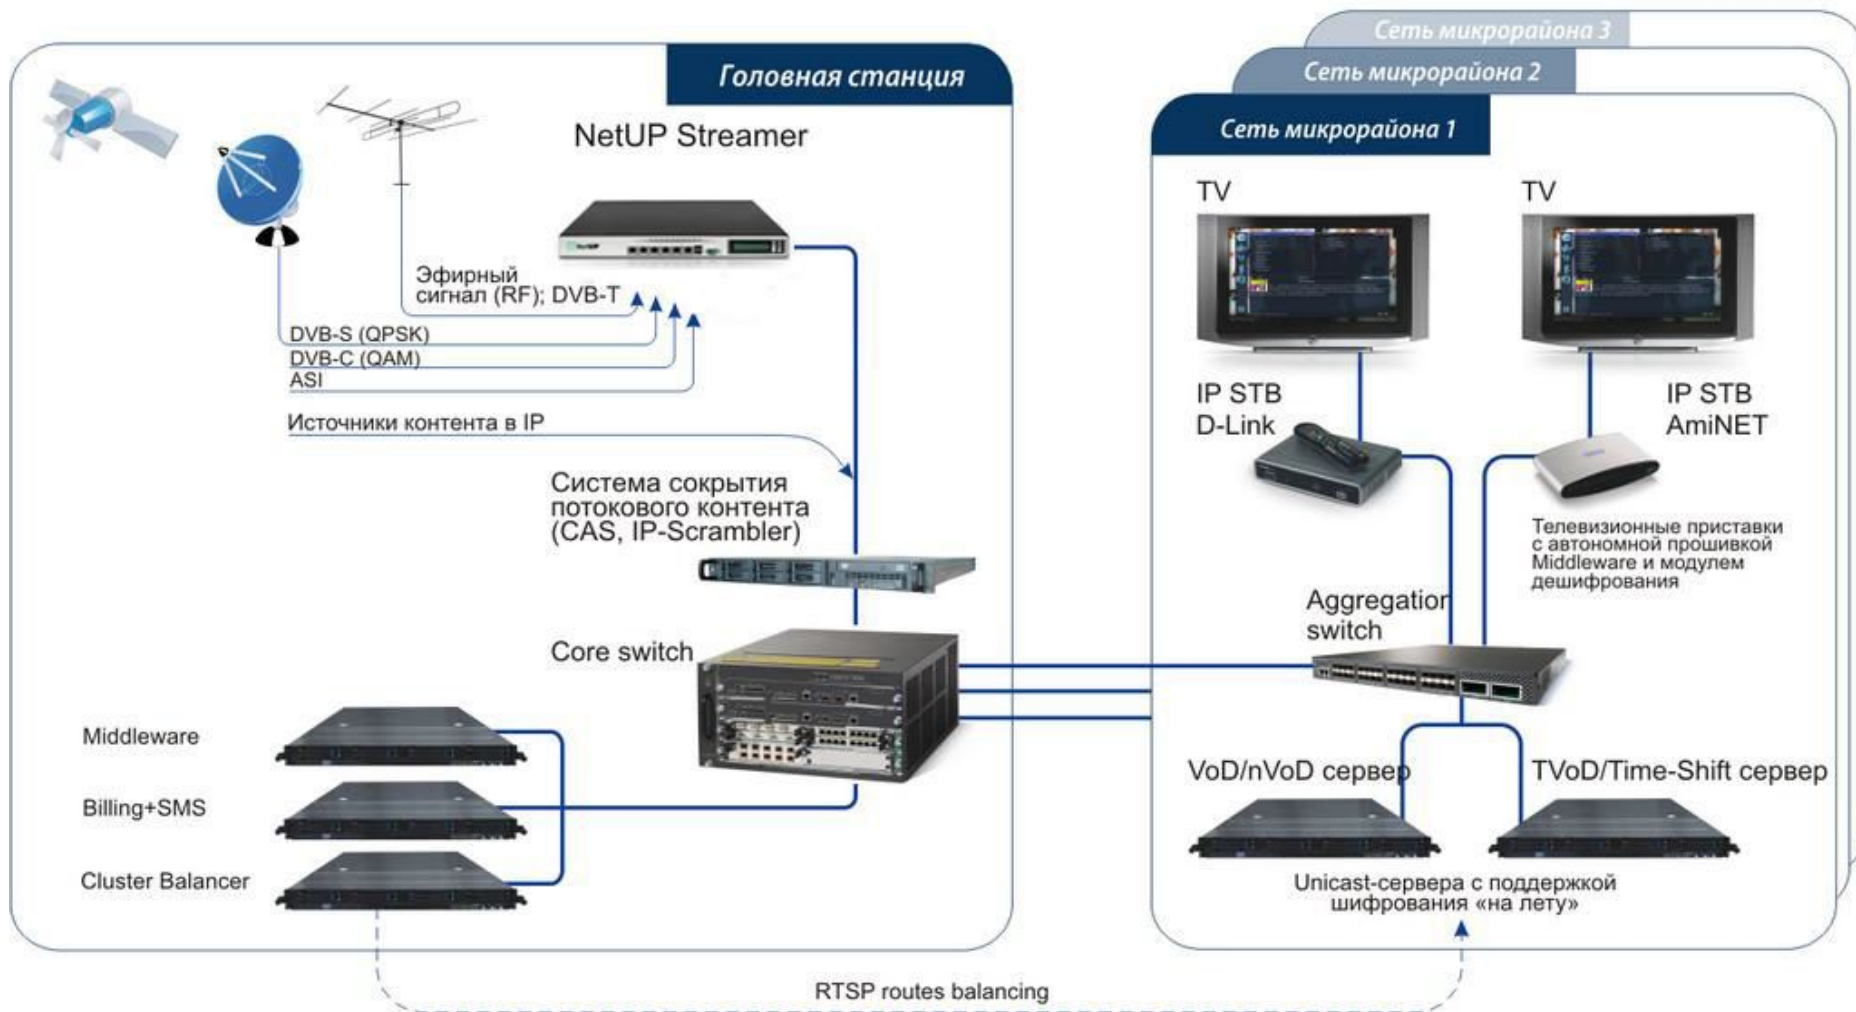 Головная станция
NetUP Streamer
NetUP
Эфирный
сигнал (RF); DVB-T
DVB-S (QPSK)
DVB-C (QAM)
ASI
Источники контента в IP
Система сокрытия
потокового контента
(CAS, IP-Scrambler)
Core switch
Middleware
Billing+SMS
Cluster Balancer
RTSP routes balancing
Сеть микрорайона 3
Сеть микрорайона 2
Сеть микрорайона 1
TV
TV
IP STB
D-Link
IP STB
AmiNET
Телевизионные приставки
с автономной прошивкой
Middleware и модулем
дешифрования
Aggregation
switch
VoD/nVoD сервер
TVoD/Time-Shift сервер
Unicast-сервера с поддержкой
шифрования «на лету»